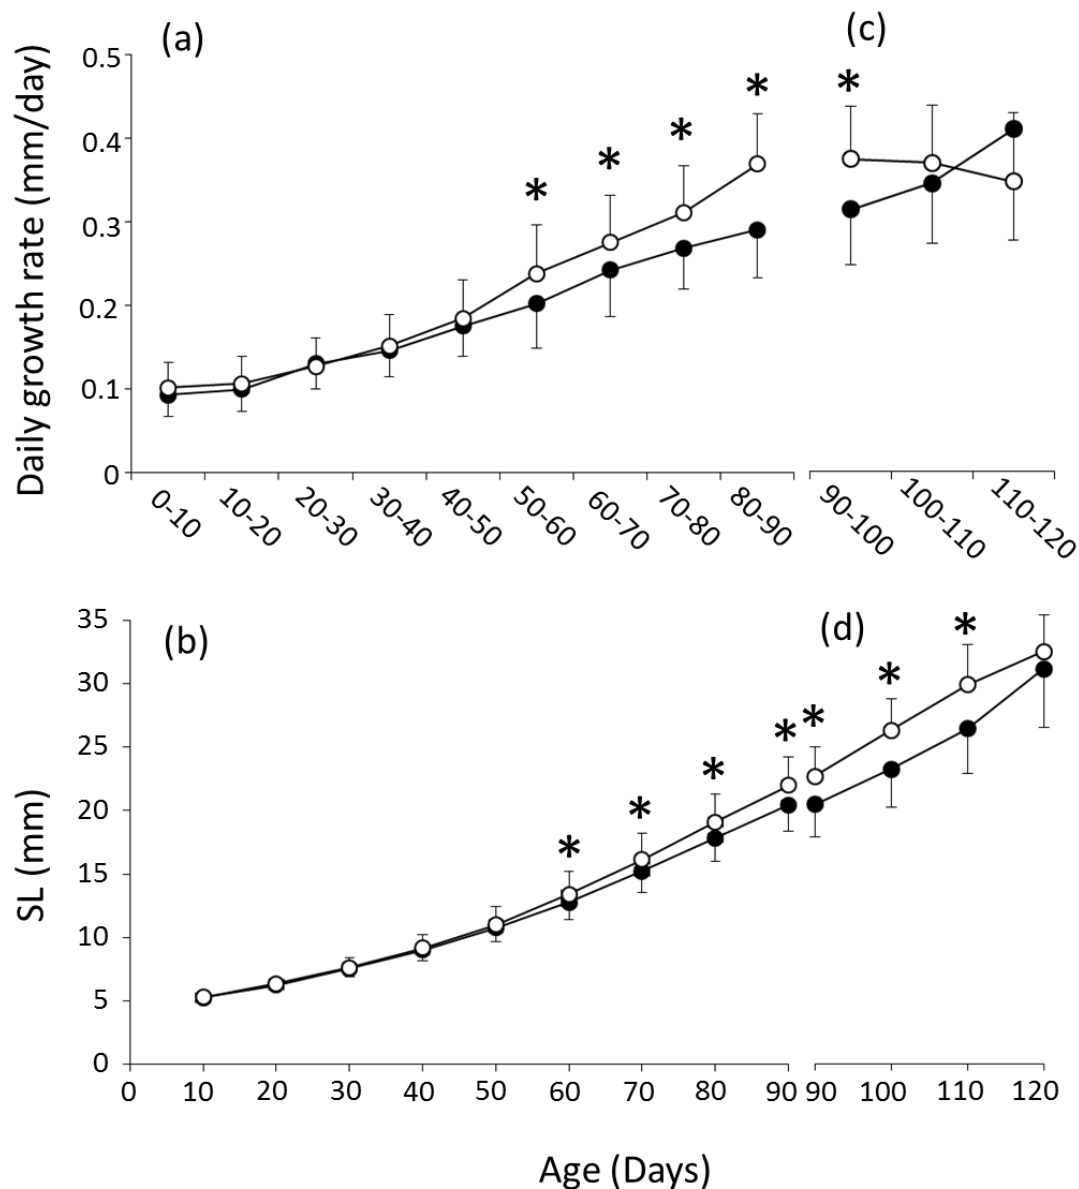 (a)
(c)
Daily growth rate (mm/day)
0.5
0.4
0.3
0.2
0.1
0
* * * * *
0-10 10-20 20-30 30-40 40-50 50-60 60-70 70-80 80-90 90-100 100-110 110-120
(b)
(d)
SL (mm)
35
30
25
20
15
10
5
0
* * * * * * *
0 10 20 30 40 50 60 70 80 90 90 100 110 120
Age (Days)